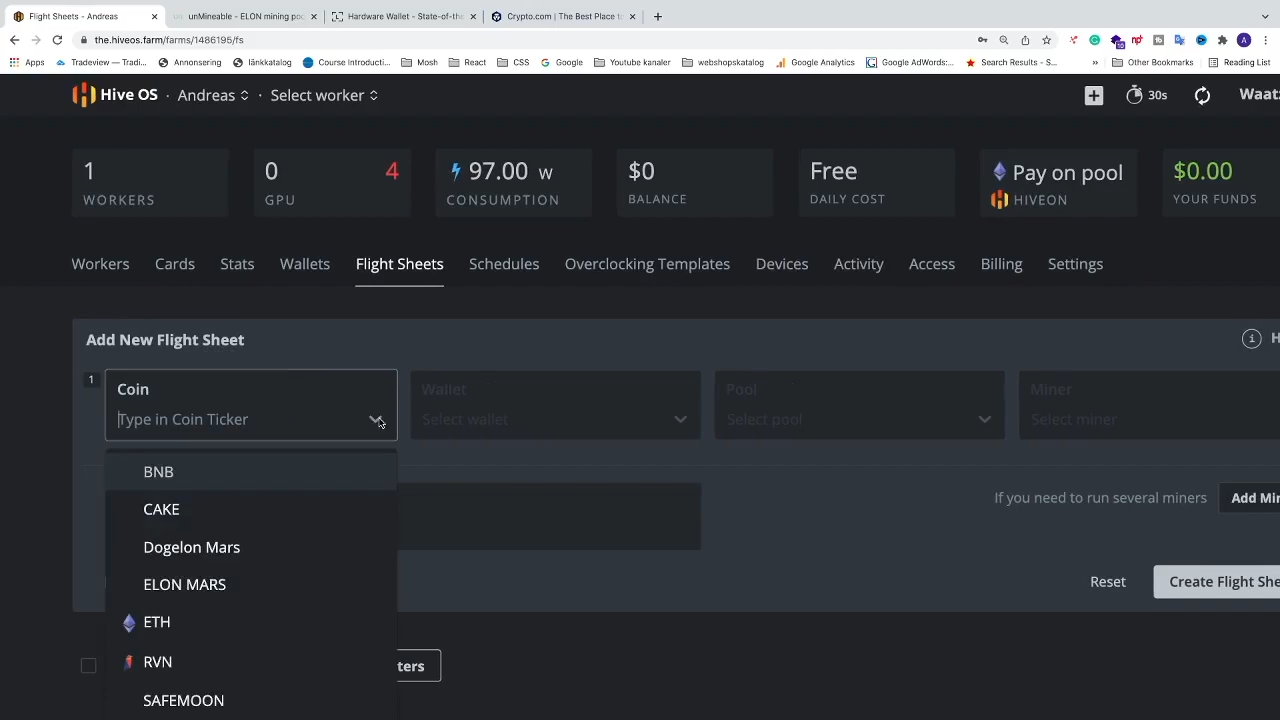 Flight Sheets - Andreas
unMineable - ELON mining poo
Hardware Wallet - State-of-the
Crypto.com | The Best Place to
the.hiveos.farm/farms/1486195/fs
Apps
Tradeview – Tradi...
Annonsering
länkkatalog
Course Introducti...
Mosh
React
CSS
Google
Youtube kanaler
webshopskatalog
Google Analytics
Google AdWords:...
Search Results - S...
Other Bookmarks
Reading List
Hive OS · Andreas · Select worker
30s
Waat
1
WORKERS
0 4
GPU
97.00 W
CONSUMPTION
$0
BALANCE
Free
DAILY COST
Pay on pool
HIVEON
$0.00
YOUR FUNDS
Workers Cards Stats Wallets Flight Sheets Schedules Overclocking Templates Devices Activity Access Billing Settings
Add New Flight Sheet
1
Coin
Type in Coin Ticker
Wallet
Select wallet
Pool
Select pool
Miner
Select miner
BNB
CAKE
Dogelon Mars
ELON MARS
ETH
RVN
SAFEMOON
If you need to run several miners
Add Min
Reset
Create Flight She
ters